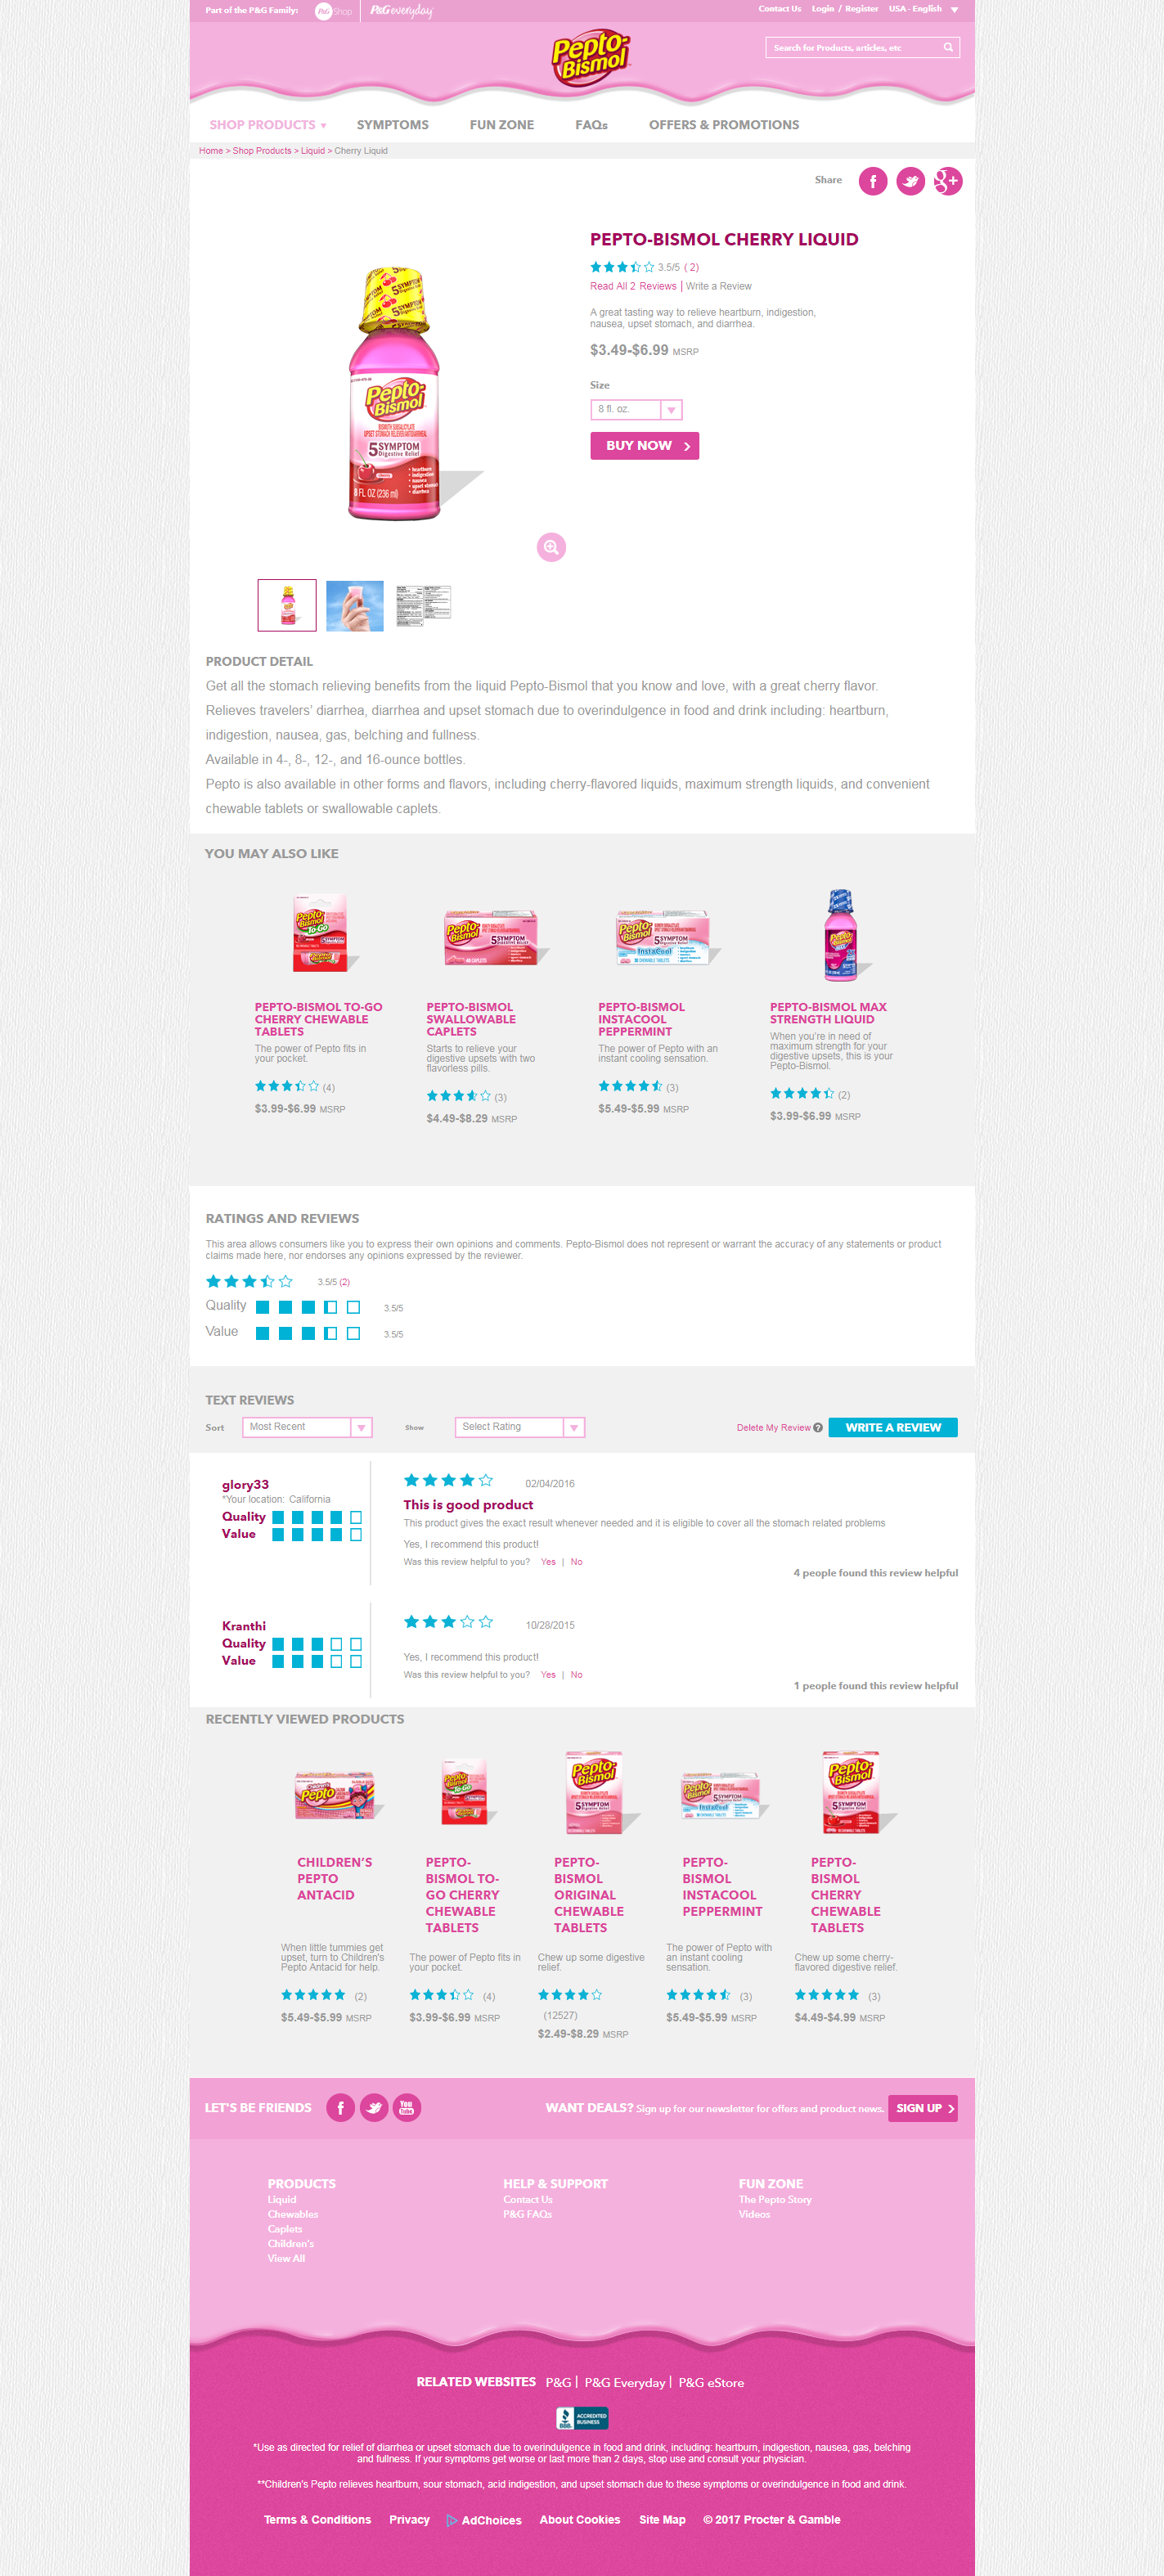 Part of the P&G Family:
P&G Shop
P&G everyday
Contact Us Login / Register USA - English
Pepto-
Bismol
Search for Products, articles, etc
SHOP PRODUCTS SYMPTOMS FUN ZONE FAQs OFFERS & PROMOTIONS
Home > Shop Products > Liquid > Cherry Liquid
Share
PEPTO-BISMOL CHERRY LIQUID
3.5/5 ( 2)
Read All 2 Reviews | Write a Review
A great tasting way to relieve heartburn, indigestion,
nausea, upset stomach, and diarrhea.
$3.49-$6.99 MSRP
Size
8 fl. oz.
BUY NOW
Pepto-
Bismol
BISMUTH SUBSALICYLATE
UPSET STOMACH RELIEVER/ANTIDIARRHEAL
5 SYMPTOM
Digestive Relief
cherry
• heartburn
• indigestion
• nausea
• upset stomach
• diarrhea
8 FL OZ (236 ml)
PRODUCT DETAIL
Get all the stomach relieving benefits from the liquid Pepto-Bismol that you know and love, with a great cherry flavor.
Relieves travelers' diarrhea, diarrhea and upset stomach due to overindulgence in food and drink including: heartburn,
indigestion, nausea, gas, belching and fullness.
Available in 4-, 8-, 12-, and 16-ounce bottles.
Pepto is also available in other forms and flavors, including cherry-flavored liquids, maximum strength liquids, and convenient
chewable tablets or swallowable caplets.
YOU MAY ALSO LIKE
PEPTO-BISMOL TO-GO
CHERRY CHEWABLE
TABLETS
The power of Pepto fits in
your pocket.
(4)
$3.99-$6.99 MSRP
PEPTO-BISMOL
SWALLOWABLE
CAPLETS
Starts to relieve your
digestive upsets with two
flavorless pills.
(3)
$4.49-$8.29 MSRP
PEPTO-BISMOL
INSTACOOL
PEPPERMINT
The power of Pepto with an
instant cooling sensation.
(3)
$5.49-$5.99 MSRP
PEPTO-BISMOL MAX
STRENGTH LIQUID
When you're in need of
maximum strength for your
digestive upsets, this is your
Pepto-Bismol.
(2)
$3.99-$6.99 MSRP
RATINGS AND REVIEWS
This area allows consumers like you to express their own opinions and comments. Pepto-Bismol does not represent or warrant the accuracy of any statements or product
claims made here, nor endorses any opinions expressed by the reviewer.
3.5/5 (2)
Quality 3.5/5
Value 3.5/5
TEXT REVIEWS
Sort Most Recent Show Select Rating Delete My Review ? WRITE A REVIEW
glory33
*Your location: California
Quality
Value
02/04/2016
This is good product
This product gives the exact result whenever needed and it is eligible to cover all the stomach related problems
Yes, I recommend this product!
Was this review helpful to you? Yes | No
4 people found this review helpful
Kranthi
Quality
Value
10/28/2015
Yes, I recommend this product!
Was this review helpful to you? Yes | No
1 people found this review helpful
RECENTLY VIEWED PRODUCTS
CHILDREN'S
PEPTO
ANTACID
When little tummies get
upset, turn to Children's
Pepto Antacid for help.
(2)
$5.49-$5.99 MSRP
PEPTO-
BISMOL TO-
GO CHERRY
CHEWABLE
TABLETS
The power of Pepto fits in
your pocket.
(4)
$3.99-$6.99 MSRP
PEPTO-
BISMOL
ORIGINAL
CHEWABLE
TABLETS
Chew up some digestive
relief.
(12527)
$2.49-$8.29 MSRP
PEPTO-
BISMOL
INSTACOOL
PEPPERMINT
The power of Pepto with
an instant cooling
sensation.
(3)
$5.49-$5.99 MSRP
PEPTO-
BISMOL
CHERRY
CHEWABLE
TABLETS
Chew up some cherry-
flavored digestive relief.
(3)
$4.49-$4.99 MSRP
LET'S BE FRIENDS
WANT DEALS? Sign up for our newsletter for offers and product news. SIGN UP
PRODUCTS
Liquid
Chewables
Caplets
Children's
View All
HELP & SUPPORT
Contact Us
P&G FAQs
FUN ZONE
The Pepto Story
Videos
RELATED WEBSITES P&G | P&G Everyday | P&G eStore
BBB. ACCREDITED
BUSINESS
*Use as directed for relief of diarrhea or upset stomach due to overindulgence in food and drink, including: heartburn, indigestion, nausea, gas, belching
and fullness. If your symptoms get worse or last more than 2 days, stop use and consult your physician.
**Children's Pepto relieves heartburn, sour stomach, acid indigestion, and upset stomach due to these symptoms or overindulgence in food and drink.
Terms & Conditions Privacy AdChoices About Cookies Site Map © 2017 Procter & Gamble